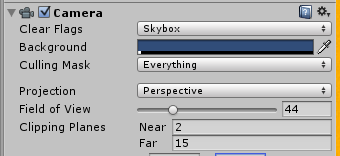 Camera
Clear Flags Skybox
Background
Culling Mask Everything
Projection Perspective
Field of View 44
Clipping Planes Near 2
Far 15